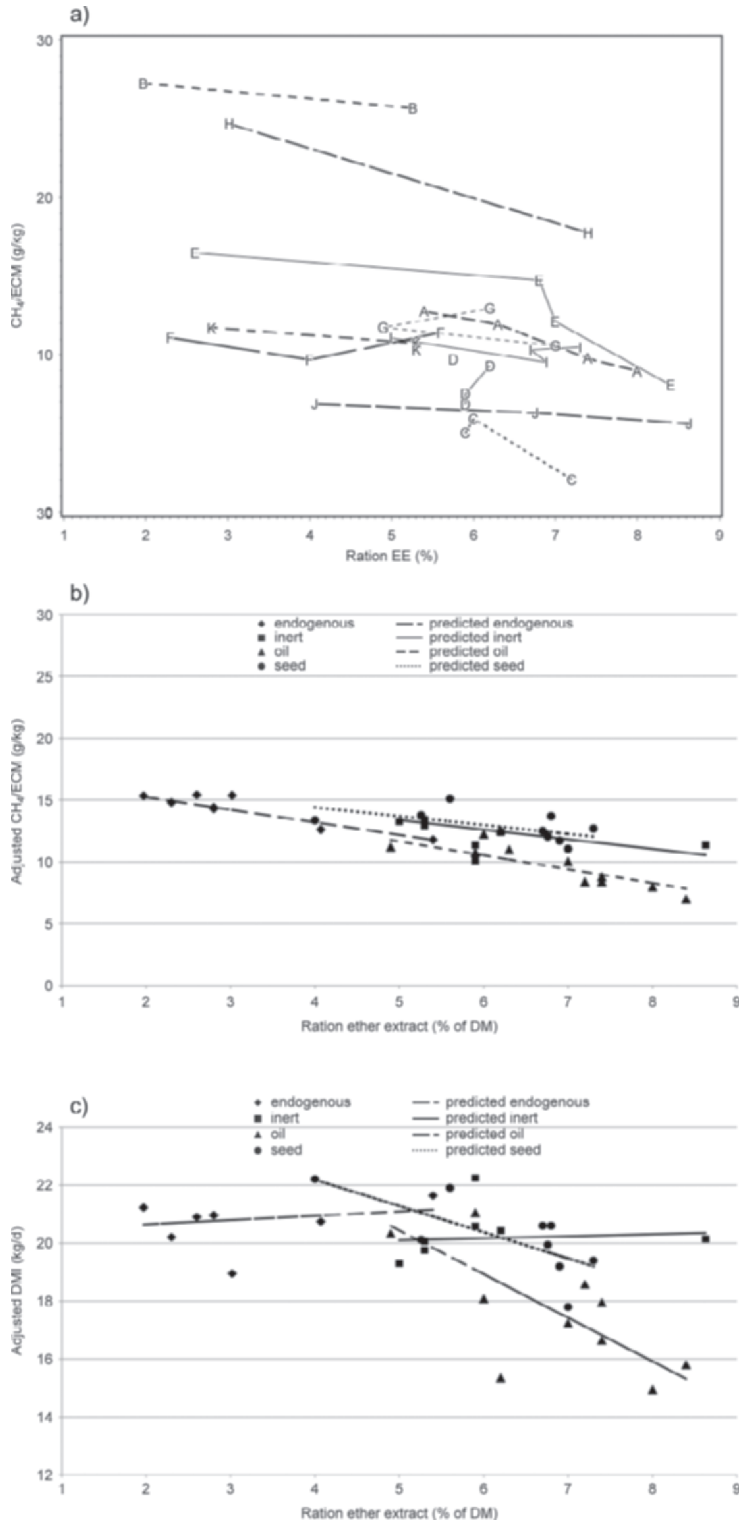 a)
30
B
B
H
20
H
CH₄/ECM (g/kg)
E
E
G
A
E
K
G
F
A
F
I
G
10
K
I
I
F
D
A
I
D
A
E
D
J
D
J
C
J
C
C
30
1 2 3 4 5 6 7 8 9
Ration EE (%)
b)
30
endogenous predicted endogenous
inert predicted inert
oil predicted oil
seed predicted seed
25
20
15
10
5
0
Adjusted CH₄/ECM (g/kg)
1 2 3 4 5 6 7 8 9
Ration ether extract (% of DM)
c)
endogenous predicted endogenous
inert predicted inert
oil predicted oil
seed predicted seed
24
22
20
18
16
14
12
Adjusted DMI (kg/d)
1 2 3 4 5 6 7 8 9
Ration ether extract (% of DM)